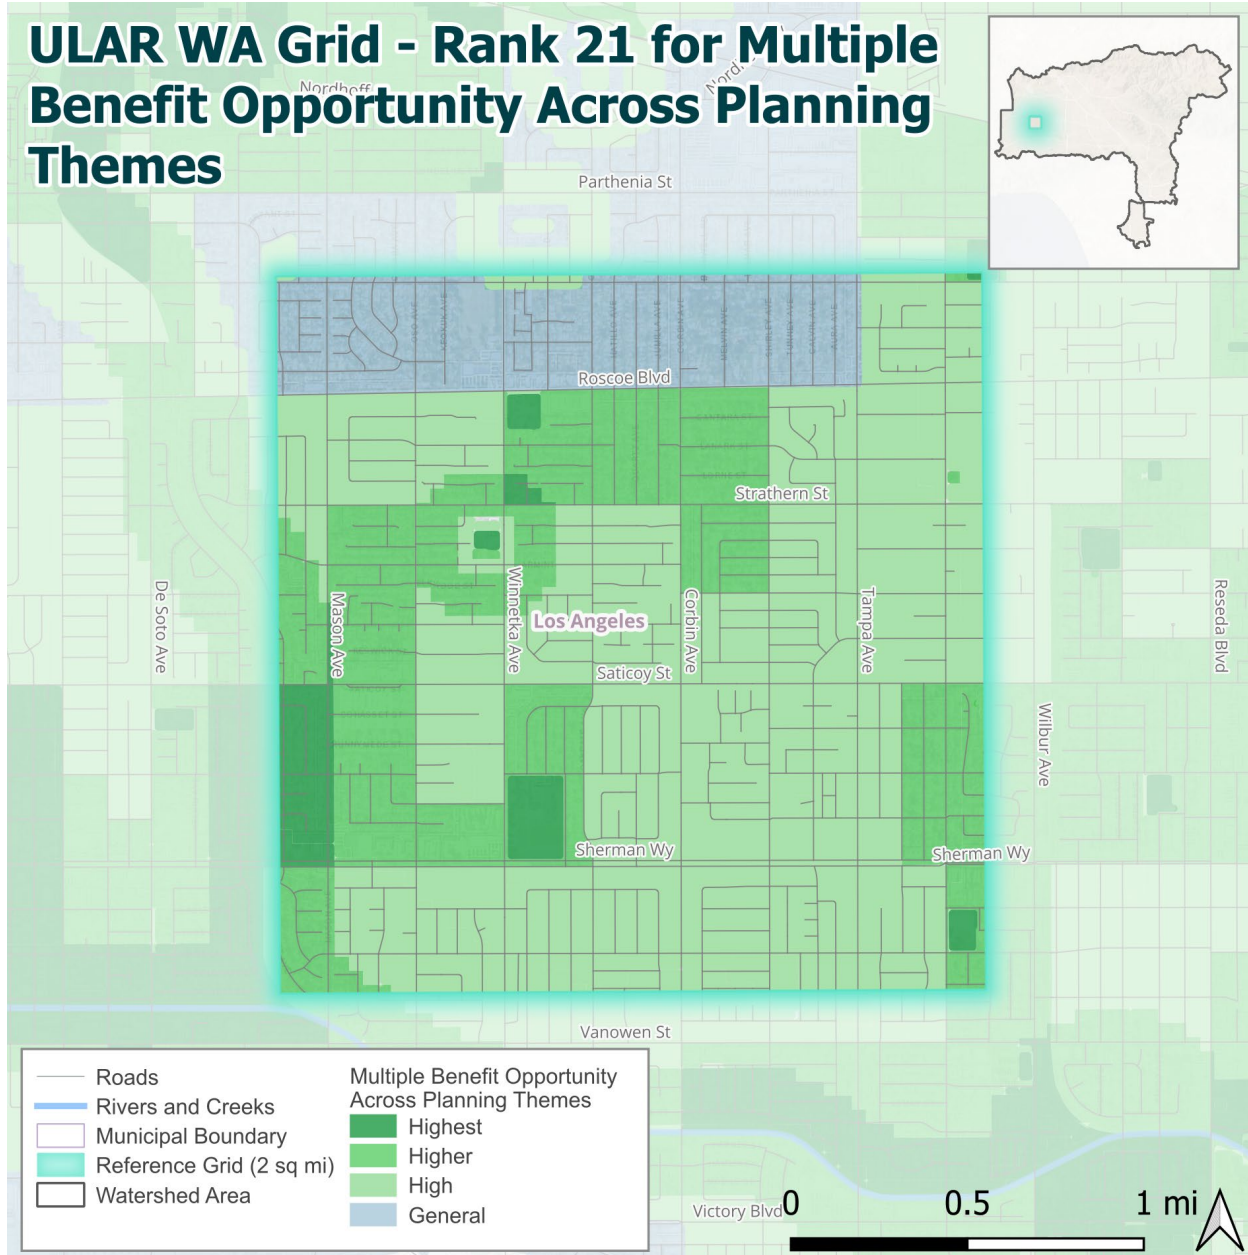 ULAR WA Grid - Rank 21 for Multiple
Benefit Opportunity Across Planning
Themes
Nordhoff
Parthenia St
Roscoe Blvd
Strathern St
De Soto Ave
Mason Ave
Winnetka Ave
Los Angeles
Corbin Ave
Tampa Ave
Reseda Blvd
Saticoy St
Wilbur Ave
Sherman Wy
Sherman Wy
Vanowen St
Victory Blvd
Roads
Rivers and Creeks
Municipal Boundary
Reference Grid (2 sq mi)
Watershed Area
Multiple Benefit Opportunity
Across Planning Themes
Highest
Higher
High
General
0 0.5 1 mi